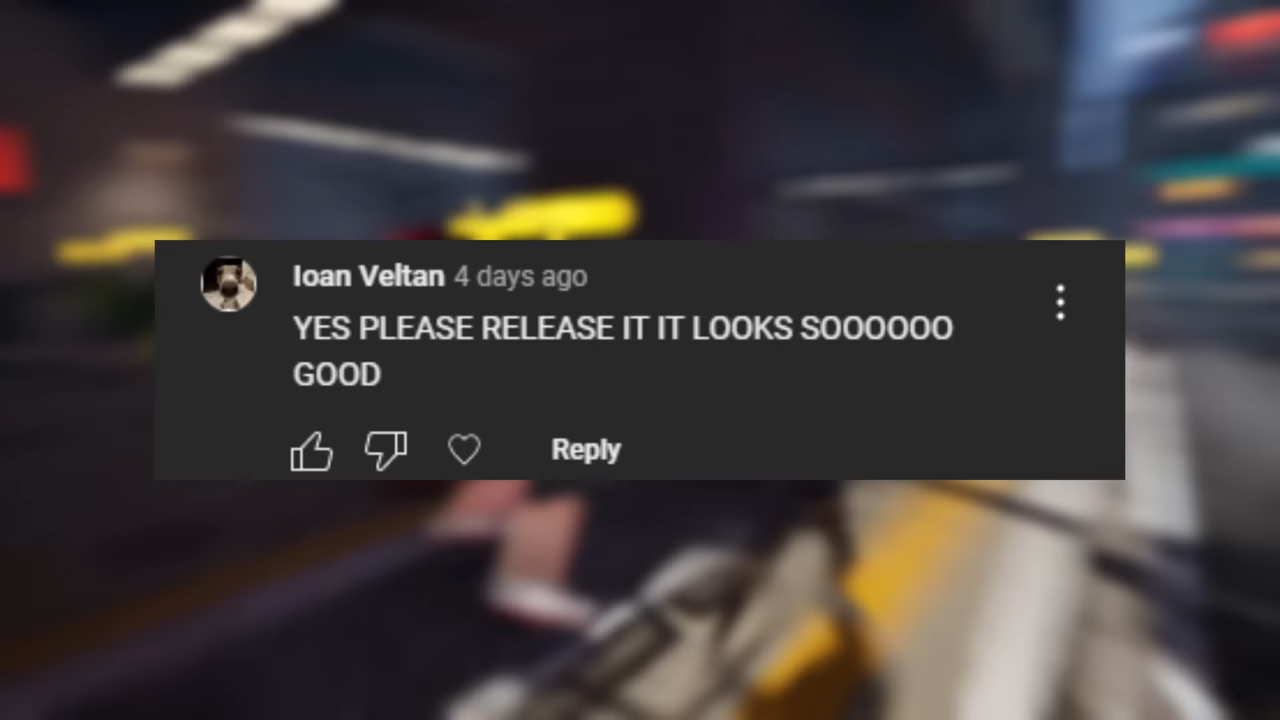 Ioan Veltan 4 days ago
YES PLEASE RELEASE IT IT LOOKS SOOOOOO
GOOD
Reply